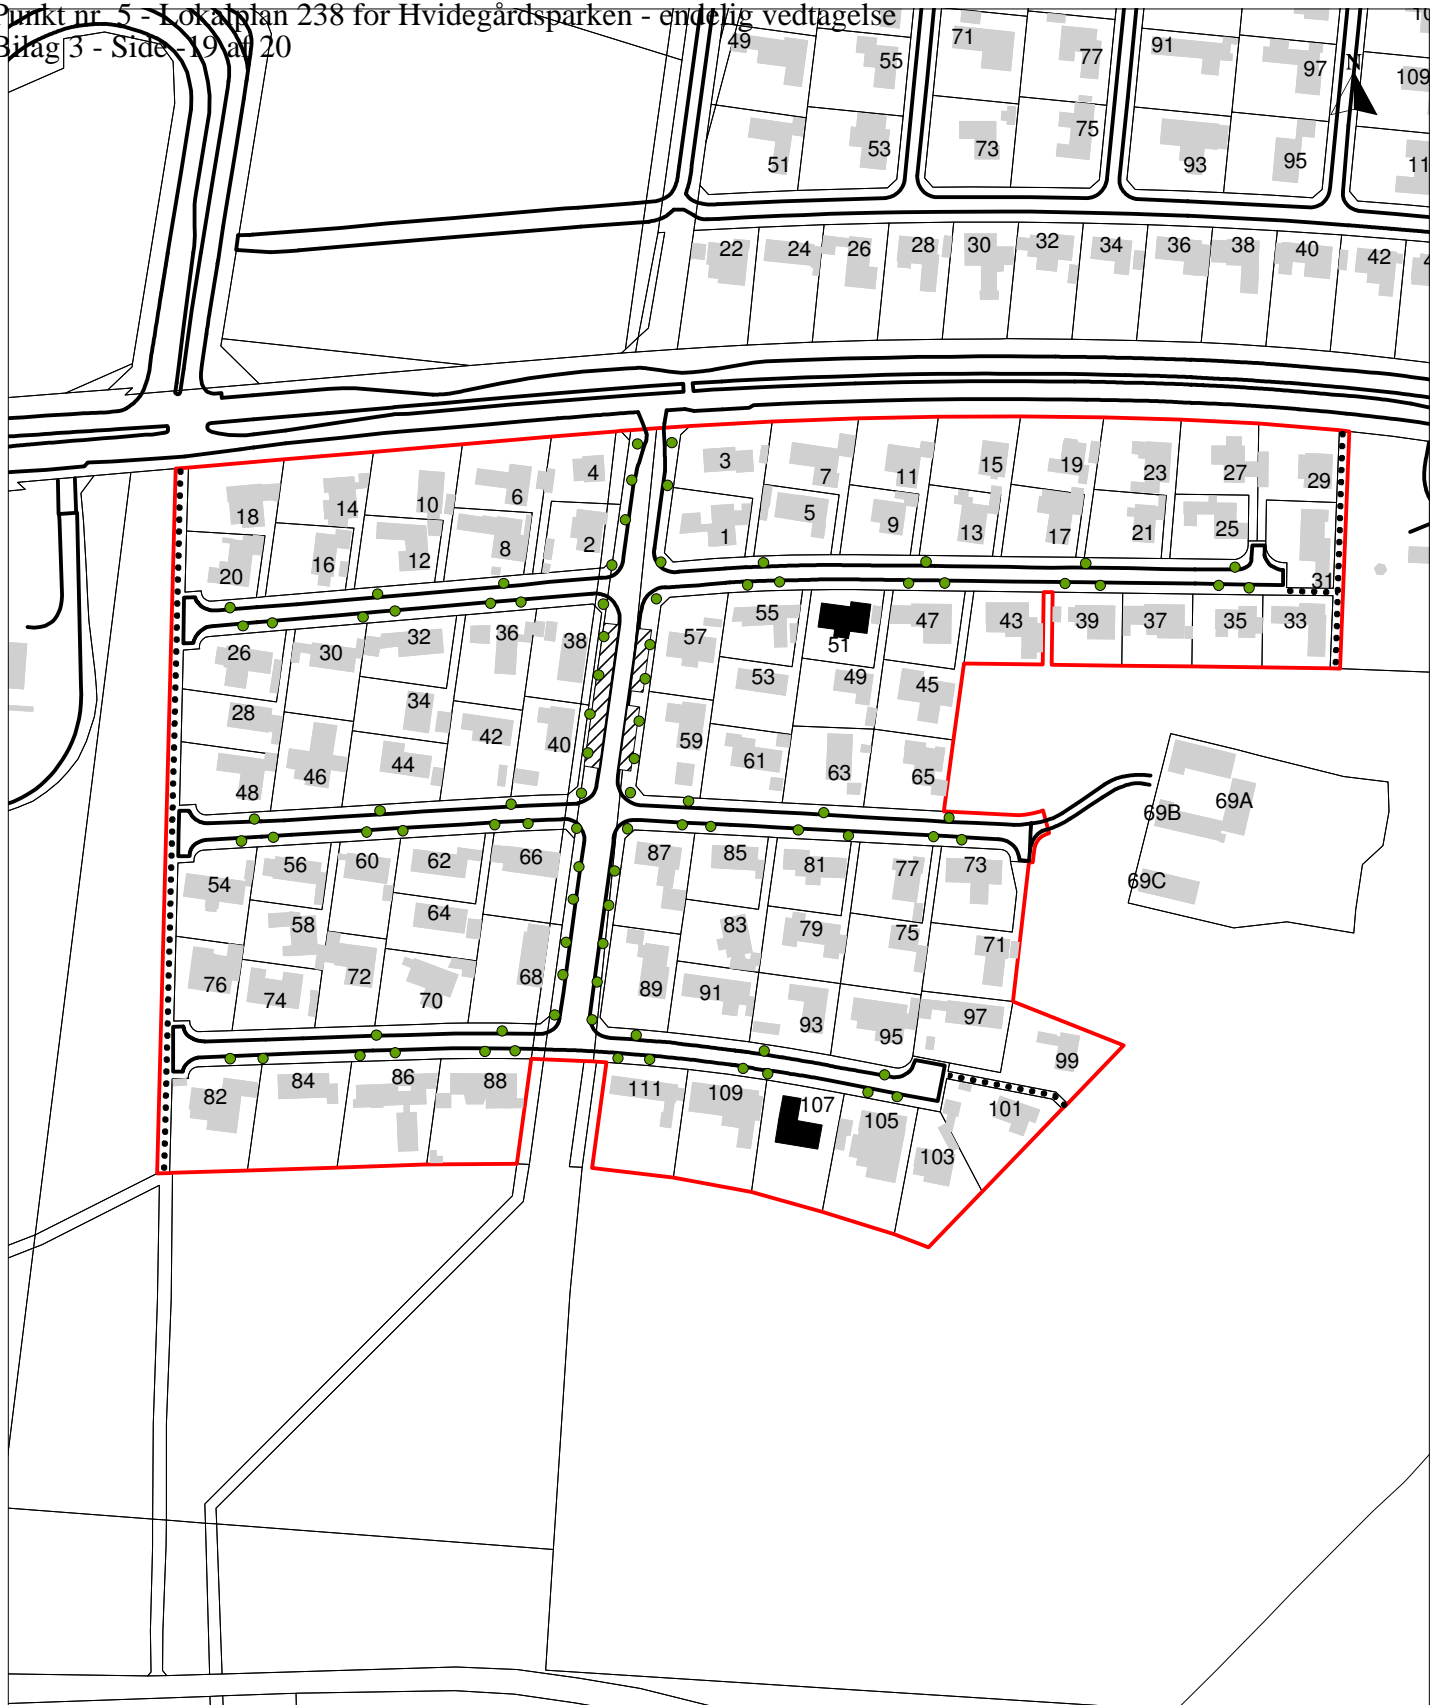 Punkt nr. 5 - Lokalplan 238 for Hvidegårdsparken - endelig vedtagelse
Bilag 3 - Side -19 af 20
49 55 71 77 91 97 109
N
51 53 73 75 93 95 11
22 24 26 28 30 32 34 36 38 40 42
18 14 10 6 4 3 7 11 15 19 23 27 29
20 16 12 8 2 1 5 9 13 17 21 25 31
26 30 32 36 38 57 55 51 47 43 39 37 35 33
28 34 42 40 59 53 49 45
48 46 44 61 63 65
69B 69A
69C
54 56 60 62 66 87 85 81 77 73
58 64 83 79 75 71
76 74 72 70 68 89 91 93 95 97 99
82 84 86 88 111 109 107 105 101
103